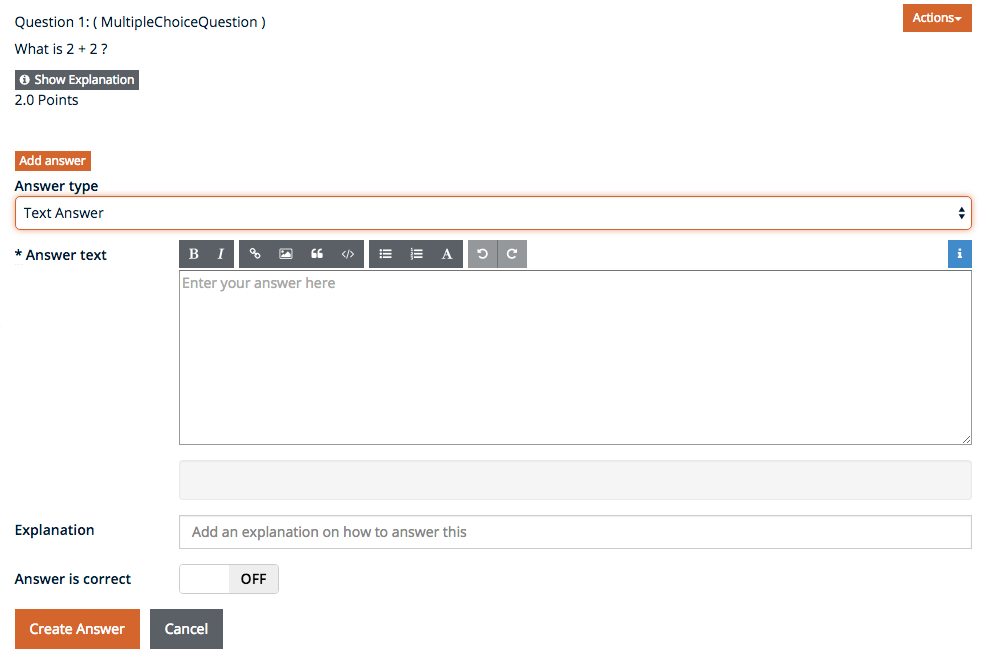 Question 1: ( MultipleChoiceQuestion )
Actions
What is 2 + 2 ?
Show Explanation
2.0 Points
Add answer
Answer type
Text Answer
* Answer text
B I A
Enter your answer here
Explanation
Add an explanation on how to answer this
Answer is correct
OFF
Create Answer
Cancel